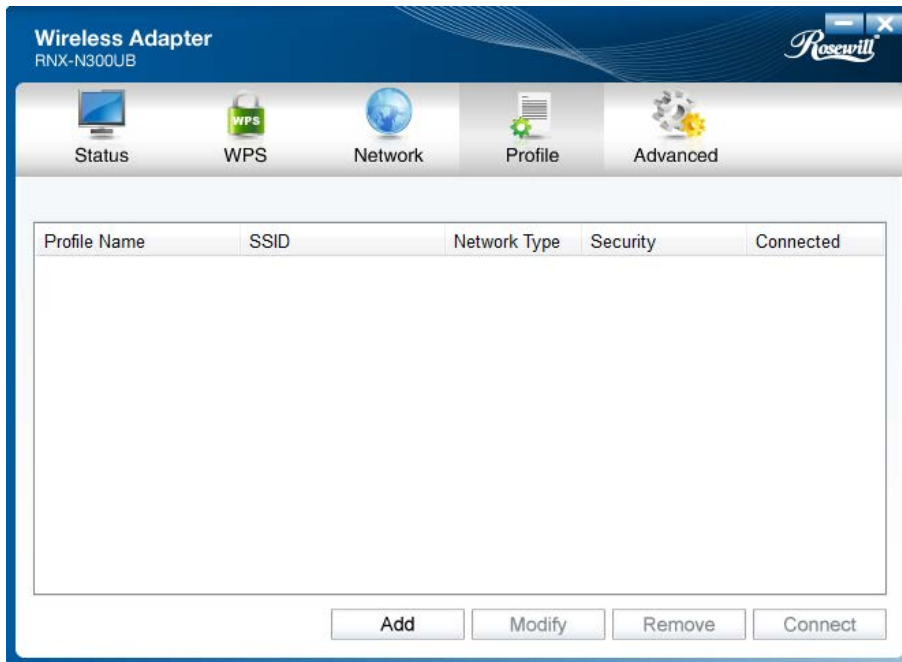 Wireless Adapter
RNX-N300UB
Rosewill
WPS
Status WPS Network Profile Advanced
Profile Name SSID Network Type Security Connected
Add Modify Remove Connect